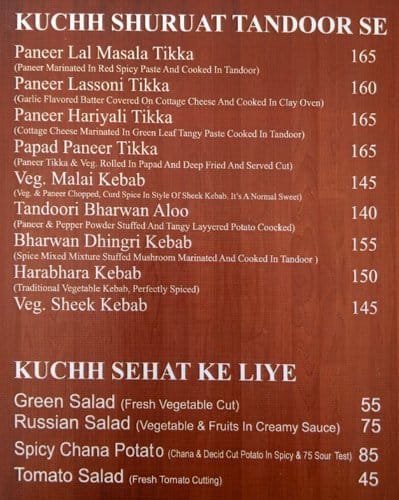 KUCHH SHURUAT TANDOOR SE
Paneer Lal Masala Tikka 165
(Paneer Marinated In Red Spicy Paste And Cooked In Tandoor)
Paneer Lassoni Tikka 160
(Garlic Flavored Batter Covered On Cottage Cheese And Cooked In Clay Oven)
Paneer Hariyali Tikka 165
(Cottage Cheese Marinated In Green Leaf Tangy Paste Cooked In Tandoor)
Papad Paneer Tikka 165
(Paneer Tikka & Veg. Rolled In Papad And Deep Fried And Served Cut)
Veg. Malai Kebab 145
(Veg. & Paneer Chopped, Curd Spice In Style Of Sheek Kebab. It's A Normal Sweet)
Tandoori Bharwan Aloo 140
(Paneer & Pepper Powder Stuffed And Tangy Layyered Potato Coocked)
Bharwan Dhingri Kebab 155
(Spice Mixed Mixture Stuffed Mushroom Marinated And Cooked In Tandoor )
Harabhara Kebab 150
(Traditional Vegetable Kebab, Perfectly Spiced)
Veg. Sheek Kebab 145
KUCHH SEHAT KE LIYE
Green Salad (Fresh Vegetable Cut) 55
Russian Salad (Vegetable & Fruits In Creamy Sauce) 75
Spicy Chana Potato (Chana & Decid Cut Potato In Spicy & 75 Sour Test) 85
Tomato Salad (Fresh Tomato Cutting) 45